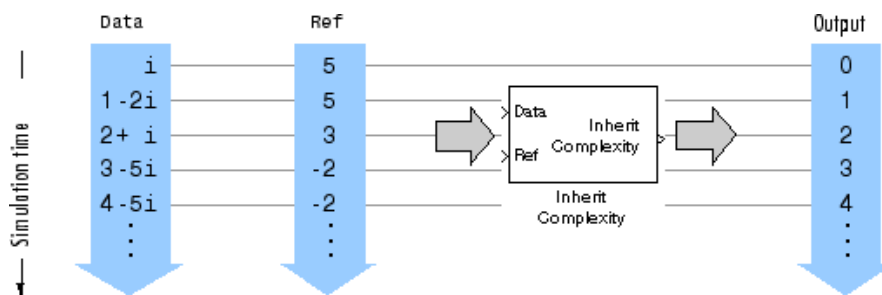 Data Ref Output
i 5 0
1-2i 5 1
2+ i 3 2
3-5i -2 3
4-5i -2 4
Data
Ref
Inherit
Complexity
Inherit
Complexity
Simulation time